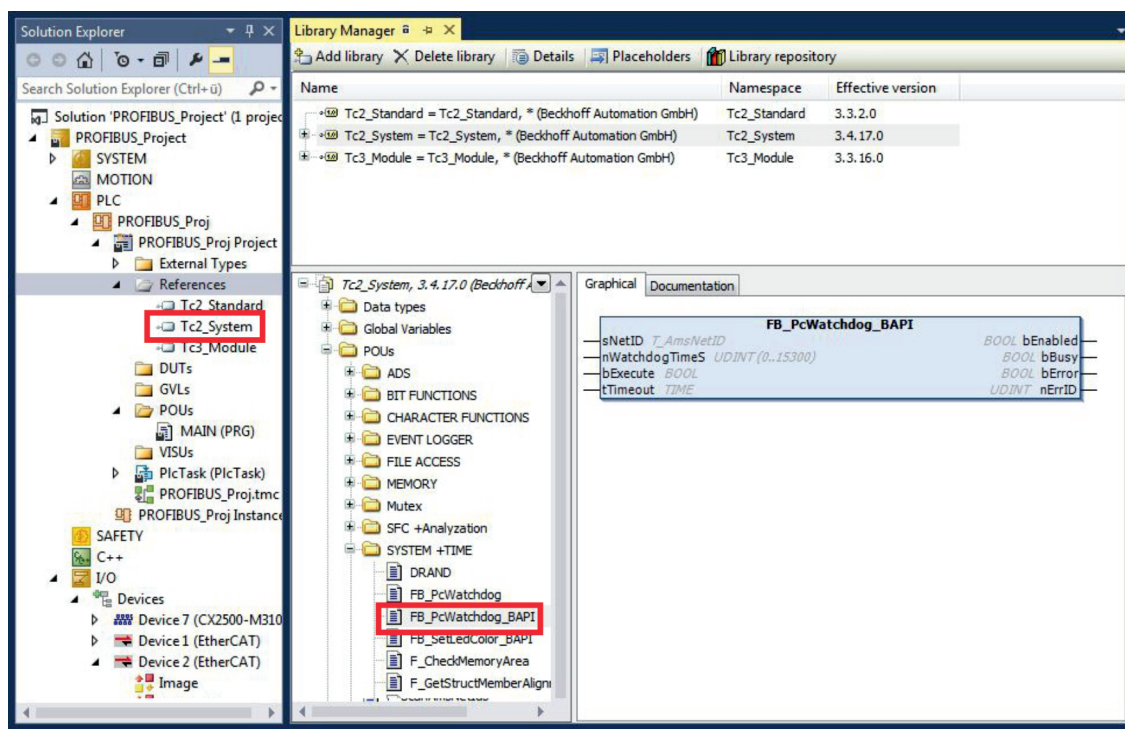 Solution Explorer
Search Solution Explorer (Ctrl+ü)
Solution 'PROFIBUS_Project' (1 projec
PROFIBUS_Project
SYSTEM
MOTION
PLC
PROFIBUS_Proj
PROFIBUS_Proj Project
External Types
References
Tc2_Standard
Tc2_System
Tc3_Module
DUTs
GVLs
POUs
MAIN (PRG)
VISUs
PlcTask (PlcTask)
PROFIBUS_Proj.tmc
PROFIBUS_Proj Instance
SAFETY
C++
I/O
Devices
Device 7 (CX2500-M310
Device 1 (EtherCAT)
Device 2 (EtherCAT)
Image
Library Manager
Add library Delete library Details Placeholders Library repository
Name Namespace Effective version
Tc2_Standard = Tc2_Standard, * (Beckhoff Automation GmbH) Tc2_Standard 3.3.2.0
Tc2_System = Tc2_System, * (Beckhoff Automation GmbH) Tc2_System 3.4.17.0
Tc3_Module = Tc3_Module, * (Beckhoff Automation GmbH) Tc3_Module 3.3.16.0
Tc2_System, 3.4.17.0 (Beckhoff A
Data types
Global Variables
POUs
ADS
BIT FUNCTIONS
CHARACTER FUNCTIONS
EVENT LOGGER
FILE ACCESS
MEMORY
Mutex
SFC +Analyzation
SYSTEM +TIME
DRAND
FB_PcWatchdog
FB_PcWatchdog_BAPI
FB_SetLedColor_BAPI
F_CheckMemoryArea
F_GetStructMemberAlignm
Graphical Documentation
FB_PcWatchdog_BAPI
sNetID T_AmsNetID BOOL bEnabled
nWatchdogTimeS UDINT (0..15300) BOOL bBusy
bExecute BOOL BOOL bError
tTimeout TIME UDINT nErrID